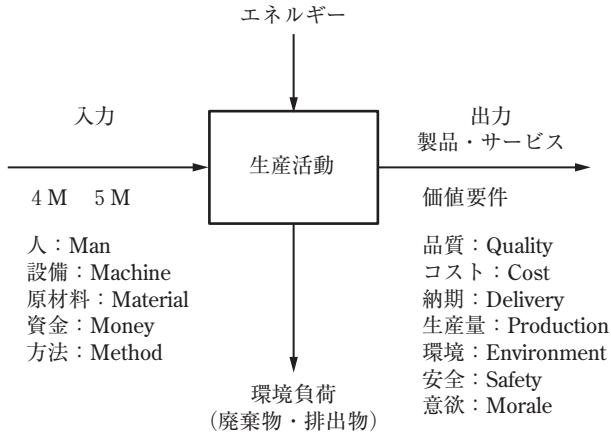 エネルギー
入力
4 M　5 M
人：Man
設備：Machine
原材料：Material
資金：Money
方法：Method
生産活動
出力
製品・サービス
価値要件
品質：Quality
コスト：Cost
納期：Delivery
生産量：Production
環境：Environment
安全：Safety
意欲：Morale
環境負荷
（廃棄物・排出物）